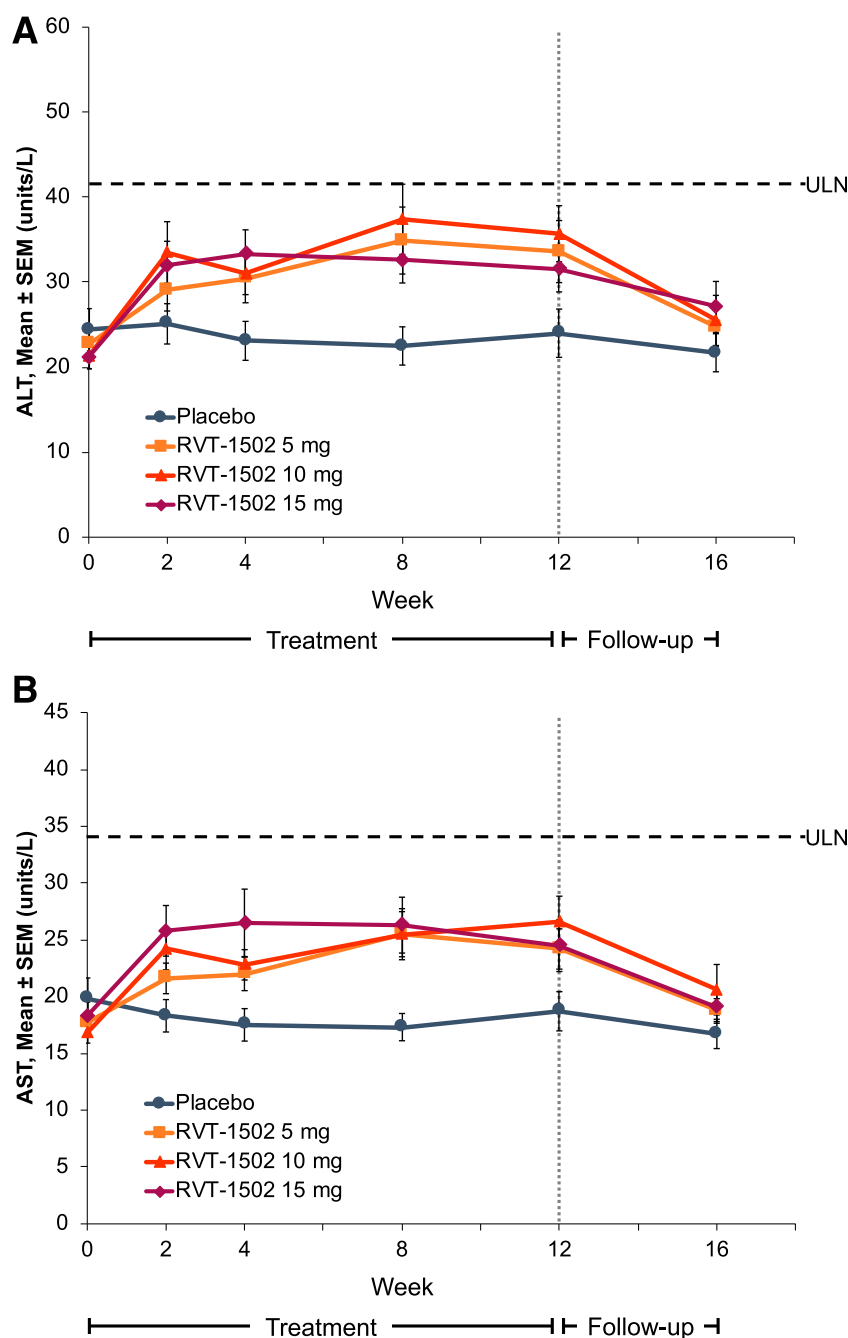 A
ALT, Mean ± SEM (units/L)
60
50
40
30
20
10
0
ULN
Placebo
RVT-1502 5 mg
RVT-1502 10 mg
RVT-1502 15 mg
0 2 4 8 12 16
Week
Treatment Follow-up
B
AST, Mean ± SEM (units/L)
45
40
35
30
25
20
15
10
5
0
ULN
Placebo
RVT-1502 5 mg
RVT-1502 10 mg
RVT-1502 15 mg
0 2 4 8 12 16
Week
Treatment Follow-up